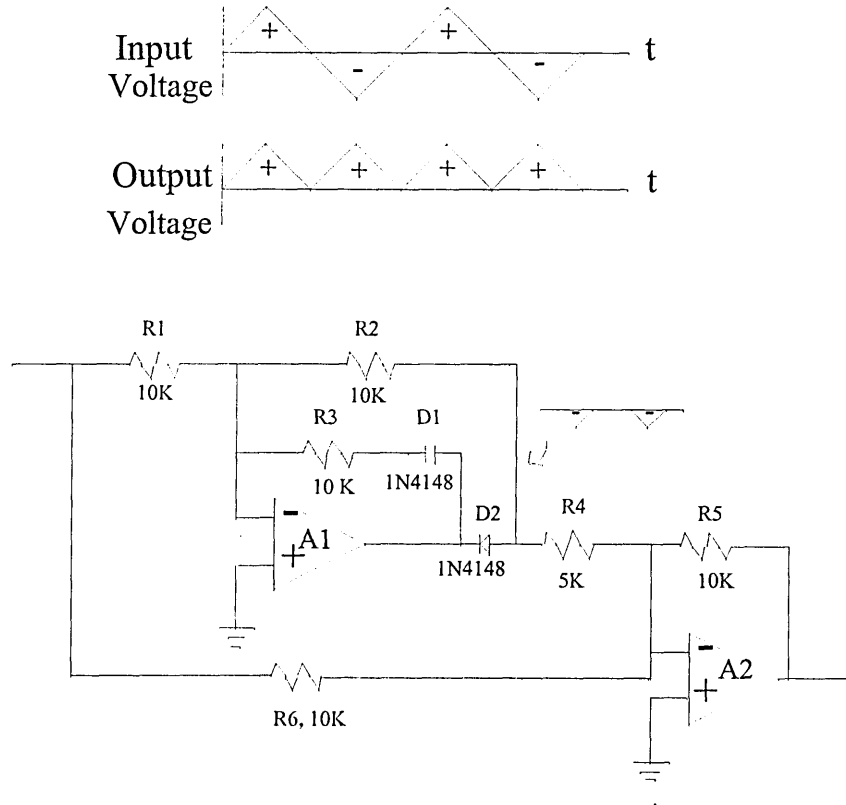 + +
Input t
- -
Voltage
+ + + +
Output t
Voltage
R1 R2
10K 10K
- -
R3 D1
10 K 1N4148
R4 R5
D2
- A1
+
1N4148 5K 10K
- A2
+
R6, 10K